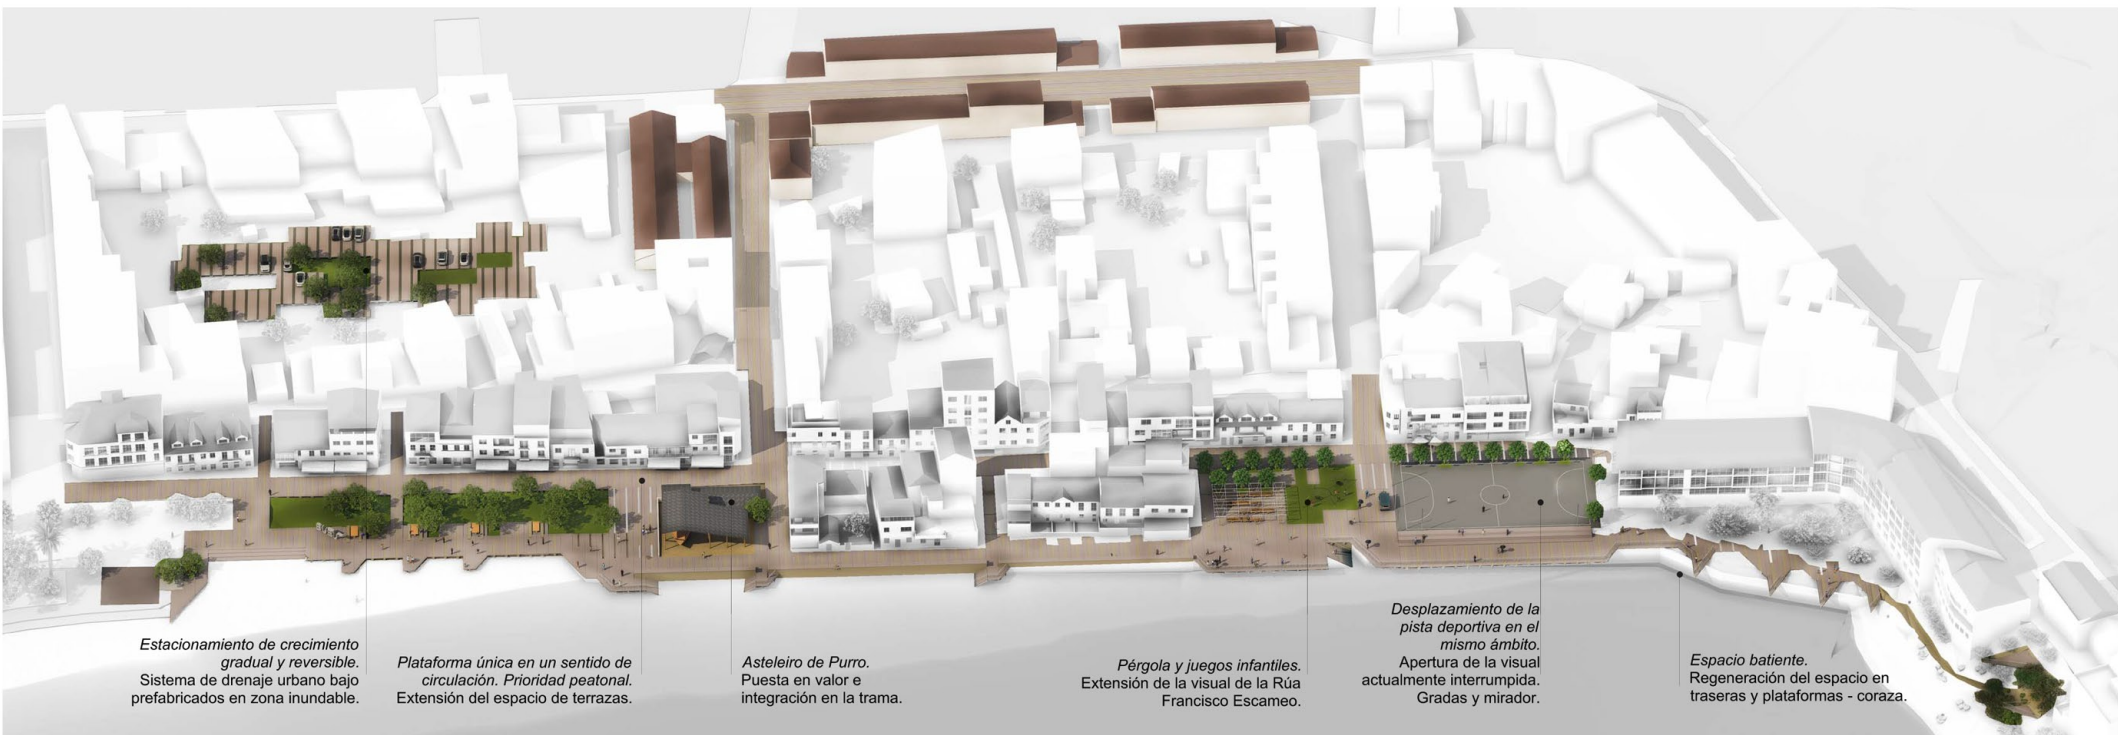 Estacionamiento de crecimiento
gradual y reversible.
Sistema de drenaje urbano bajo
prefabricados en zona inundable.
Plataforma única en un sentido de
circulación. Prioridad peatonal.
Extensión del espacio de terrazas.
Asteleiro de Purro.
Puesta en valor e
integración en la trama.
Pérgola y juegos infantiles.
Extensión de la visual de la Rúa
Francisco Escameo.
Desplazamiento de la
pista deportiva en el
mismo ámbito.
Apertura de la visual
actualmente interrumpida.
Gradas y mirador.
Espacio batiente.
Regeneración del espacio en
traseras y plataformas - coraza.